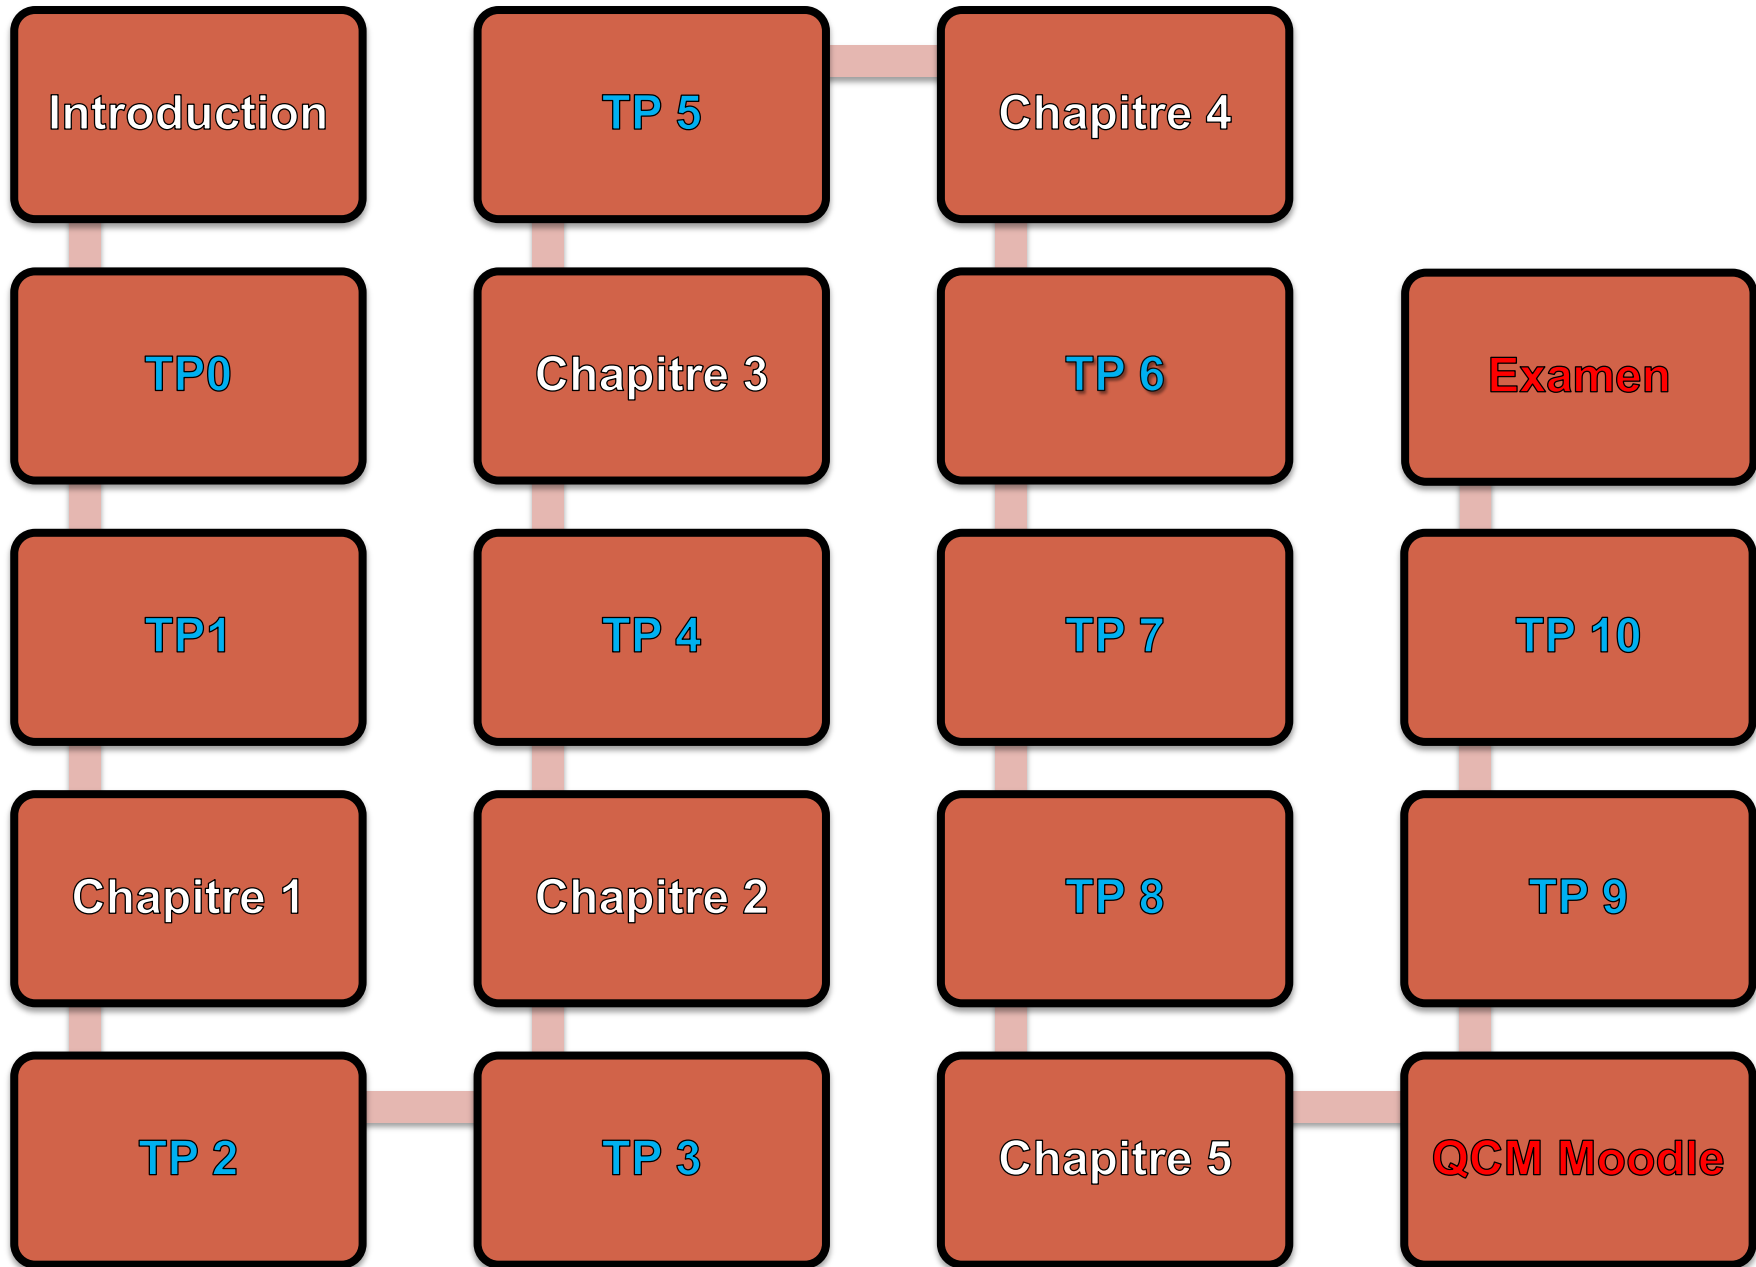 Introduction
TP0
TP1
Chapitre 1
TP 2
TP 3
Chapitre 2
TP 4
Chapitre 3
TP 5
Chapitre 4
TP 6
TP 7
TP 8
Chapitre 5
QCM Moodle
TP 9
TP 10
Examen